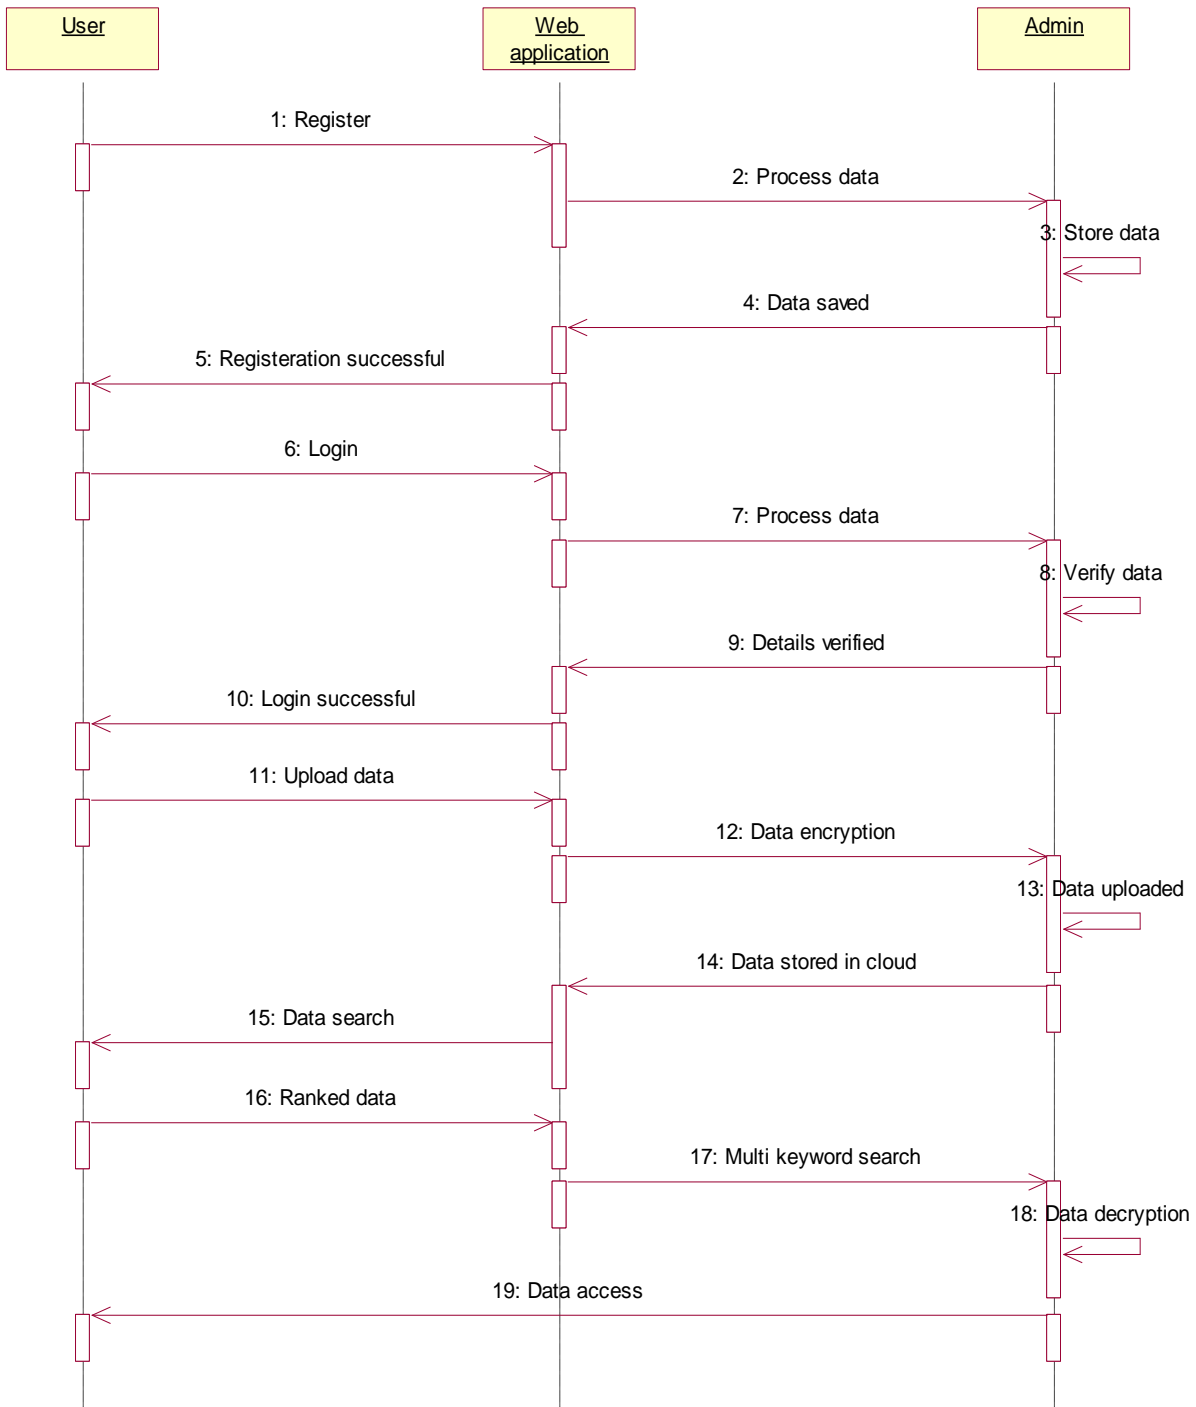 User
Web
application
Admin
1: Register
2: Process data
3: Store data
4: Data saved
5: Registeration successful
6: Login
7: Process data
8: Verify data
9: Details verified
10: Login successful
11: Upload data
12: Data encryption
13: Data uploaded
14: Data stored in cloud
15: Data search
16: Ranked data
17: Multi keyword search
18: Data decryption
19: Data access